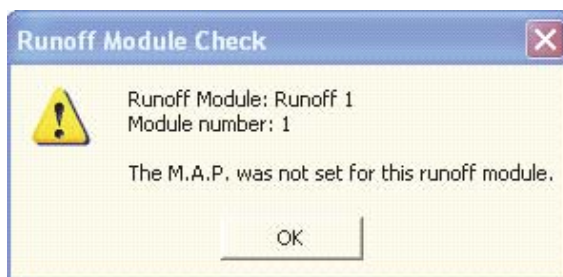 Runoff Module Check
Runoff Module: Runoff 1
Module number: 1
The M.A.P. was not set for this runoff module.
OK